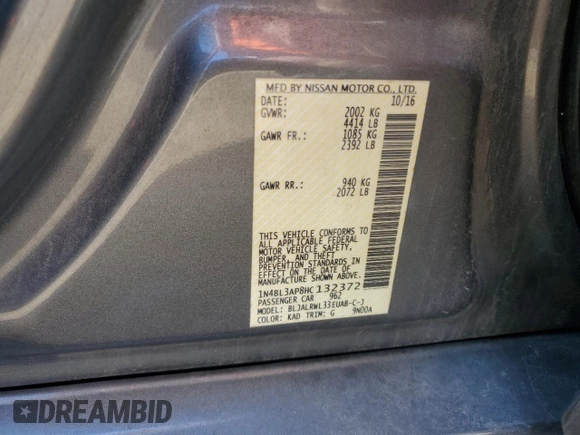 MFD BY NISSAN MOTOR CO., LTD.
DATE: 10/16
GVWR: 2002 KG
4414 LB
GAWR FR.: 1085 KG
2392 LB
GAWR RR.: 940 KG
2072 LB
THIS VEHICLE CONFORMS TO
ALL APPLICABLE FEDERAL
MOTOR VEHICLE SAFETY,
BUMPER, AND THEFT
PREVENTION STANDARDS IN
EFFECT ON THE DATE OF
MANUFACTURE SHOWN ABOVE.
1N4BL3AP8HC132372
PASSENGER CAR 962
MODEL: BLJALRWL33EUAB-C-J
COLOR: KAD TRIM: G 9N00A
DREAMBID